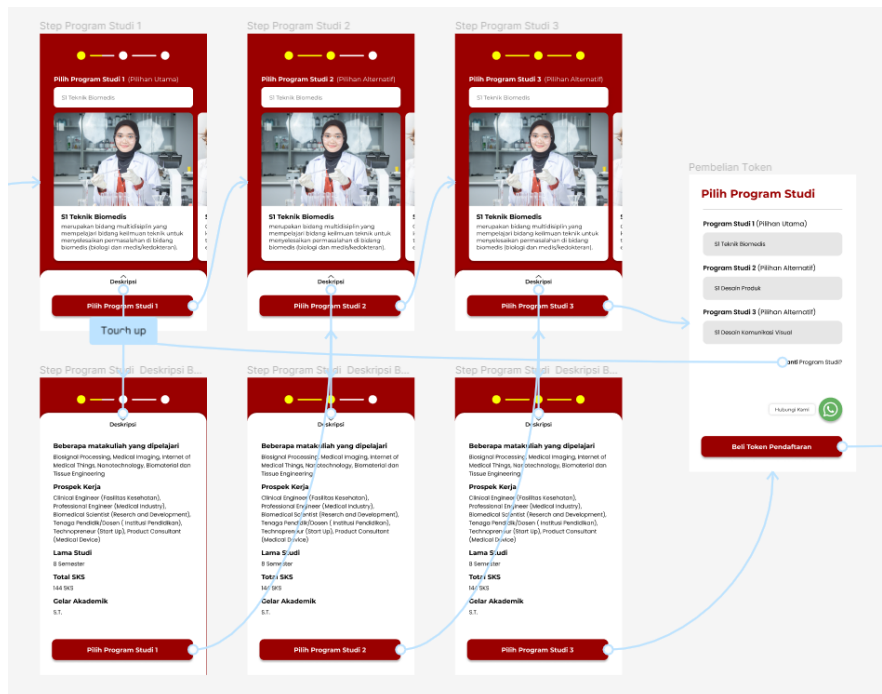 Step Program Studi 1
Pilih Program Studi 1 (Pilihan Utama)
S1 Teknik Biomedis
S1 Teknik Biomedis
merupakan bidang multidisiplin yang
mempelajari bidang keilmuan teknik untuk
menyelesaikan permasalahan di bidang
biomedis (biologi dan medis/kedokteran).
Deskripsi
Pilih Program Studi 1
Touch up
Step Program Studi 2
Pilih Program Studi 2 (Pilihan Alternatif)
S1 Teknik Biomedis
S1 Teknik Biomedis
merupakan bidang multidisiplin yang
mempelajari bidang keilmuan teknik untuk
menyelesaikan permasalahan di bidang
biomedis (biologi dan medis/kedokteran).
Deskripsi
Pilih Program Studi 2
Step Program Studi 3
Pilih Program Studi 3 (Pilihan Alternatif)
S1 Teknik Biomedis
S1 Teknik Biomedis
merupakan bidang multidisiplin yang
mempelajari bidang keilmuan teknik untuk
menyelesaikan permasalahan di bidang
biomedis (biologi dan medis/kedokteran).
Deskripsi
Pilih Program Studi 3
Pembelian Token
Pilih Program Studi
Program Studi 1 (Pilihan Utama)
S1 Teknik Biomedis
Program Studi 2 (Pilihan Alternatif)
S1 Desain Produk
Program Studi 3 (Pilihan Alternatif)
S1 Desain Komunikasi Visual
Program Studi?
Hubungi Kami
Beli Token Pendaftaran
Step Program Studi Deskripsi B...
Deskripsi
Beberapa matakuliah yang dipelajari
Biosignal Processing, Medical Imaging, Internet of
Medical Things, Nanotechnology, Biomaterial dan
Tissue Engineering
Prospek Kerja
Clinical Engineer (Fasilitas Kesehatan),
Professional Engineer (Medical Industry),
Biomedical Scientist (Reserch and Development),
Tenaga Pendidik/Dosen ( Institusi Pendidikan),
Technopreneur (Start Up), Product Consultant
(Medical Device)
Lama Studi
8 Semester
Total SKS
144 SKS
Gelar Akademik
S.T.
Pilih Program Studi 1
Step Program Studi Deskripsi B...
Deskripsi
Beberapa matakuliah yang dipelajari
Biosignal Processing, Medical Imaging, Internet of
Medical Things, Nanotechnology, Biomaterial dan
Tissue Engineering
Prospek Kerja
Clinical Engineer (Fasilitas Kesehatan),
Professional Engineer (Medical Industry),
Biomedical Scientist (Reserch and Development),
Tenaga Pendidik/Dosen ( Institusi Pendidikan),
Technopreneur (Start Up), Product Consultant
(Medical Device)
Lama Studi
8 Semester
Total SKS
144 SKS
Gelar Akademik
S.T.
Pilih Program Studi 2
Step Program Studi Deskripsi B...
Deskripsi
Beberapa matakuliah yang dipelajari
Biosignal Processing, Medical Imaging, Internet of
Medical Things, Nanotechnology, Biomaterial dan
Tissue Engineering
Prospek Kerja
Clinical Engineer (Fasilitas Kesehatan),
Professional Engineer (Medical Industry),
Biomedical Scientist (Reserch and Development),
Tenaga Pendidik/Dosen ( Institusi Pendidikan),
Technopreneur (Start Up), Product Consultant
(Medical Device)
Lama Studi
8 Semester
Total SKS
144 SKS
Gelar Akademik
S.T.
Pilih Program Studi 3